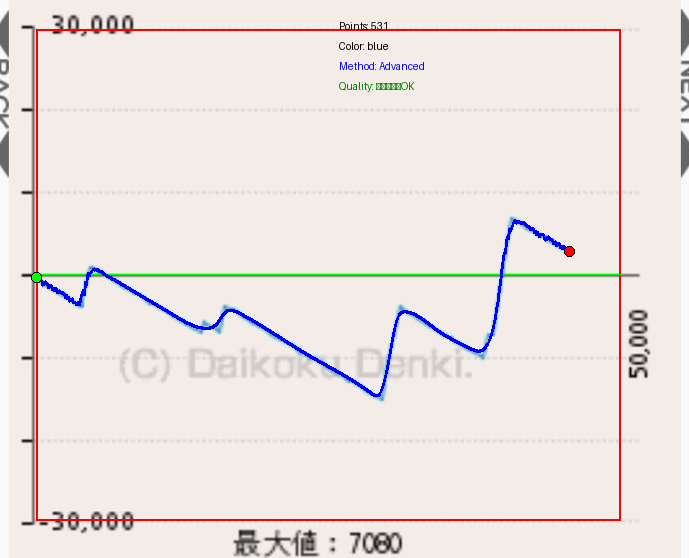 30,000
Points: 531
Color: blue
Method: Advanced
Quality: OK
BACK
NEXT
50,000
(C) Daikoku Denki.
-30,000
最大値：7080